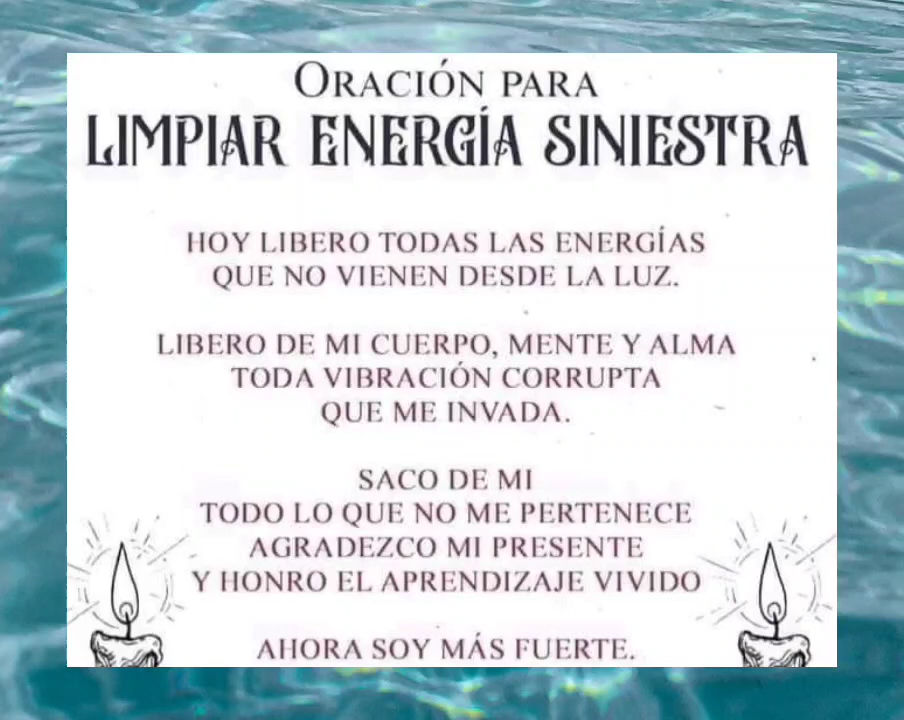 ORACIÓN PARA
LIMPIAR ENERGÍA SINIESTRA
HOY LIBERO TODAS LAS ENERGÍAS
QUE NO VIENEN DESDE LA LUZ.
LIBERO DE MI CUERPO, MENTE Y ALMA
TODA VIBRACIÓN CORRUPTA
QUE ME INVADA.
SACO DE MI
TODO LO QUE NO ME PERTENECE
AGRADEZCO MI PRESENTE
Y HONRO EL APRENDIZAJE VIVIDO
AHORA SOY MÁS FUERTE.